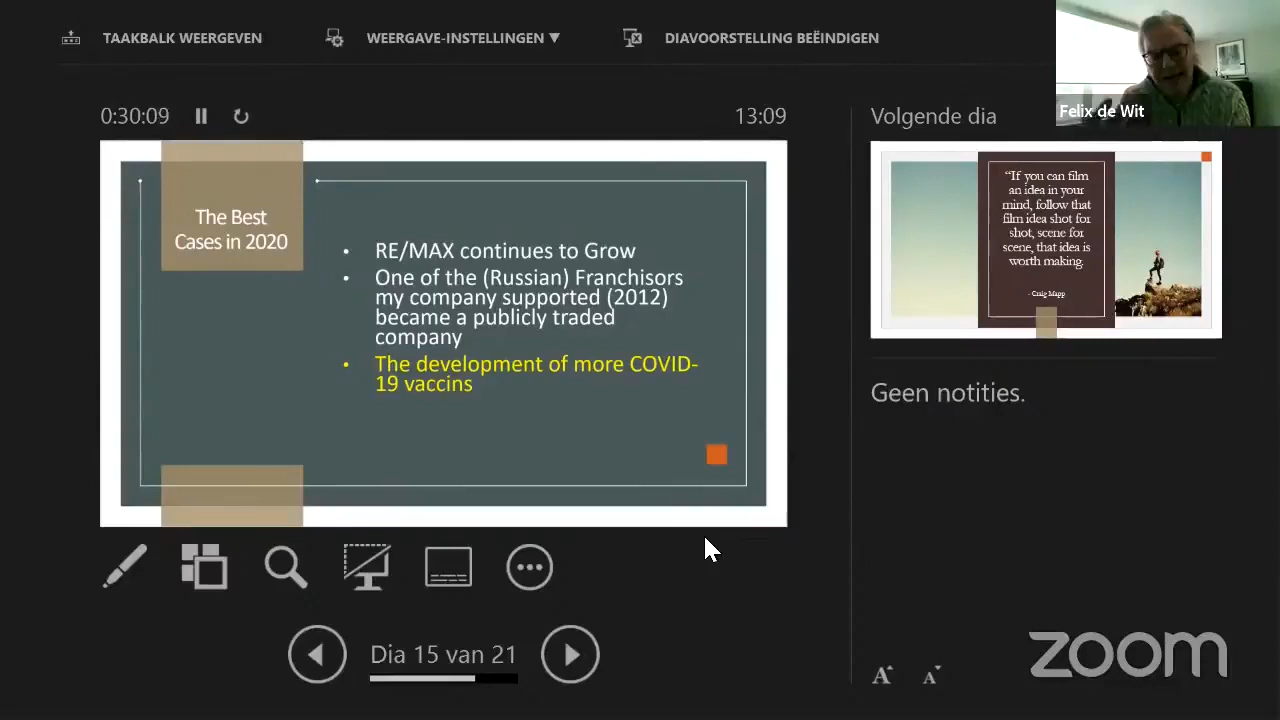 TAAKBALK WEERGEVEN
WEERGAVE-INSTELLINGEN ▼
DIAVOORSTELLING BEËINDIGEN
Felix de Wit
0:30:09
13:09
Volgende dia
The Best
Cases in 2020
• RE/MAX continues to Grow
• One of the (Russian) Franchisors
my company supported (2012)
became a publicly traded
company
• The development of more COVID-
19 vaccins
“If you can film
an idea in your
mind, follow that
film idea shot for
shot, scene for
scene, that idea is
worth making.
- Craig Mapp
Geen notities.
Dia 15 van 21
A A
zoom